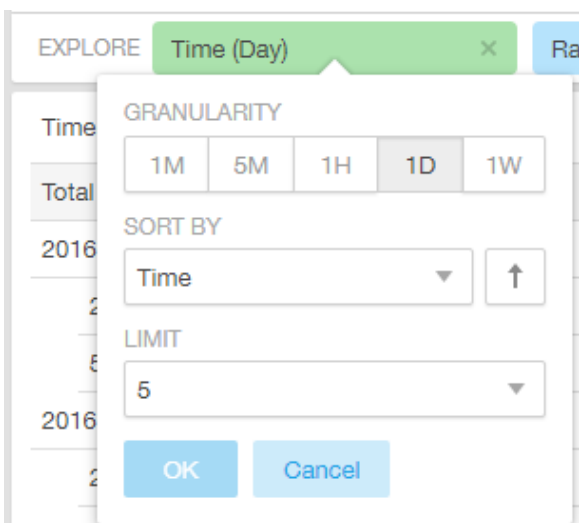 EXPLORE Time (Day) × Ra
Time
GRANULARITY
1M 5M 1H 1D 1W
Total
SORT BY
2016
Time
2
LIMIT
5
5
2016
OK Cancel
2